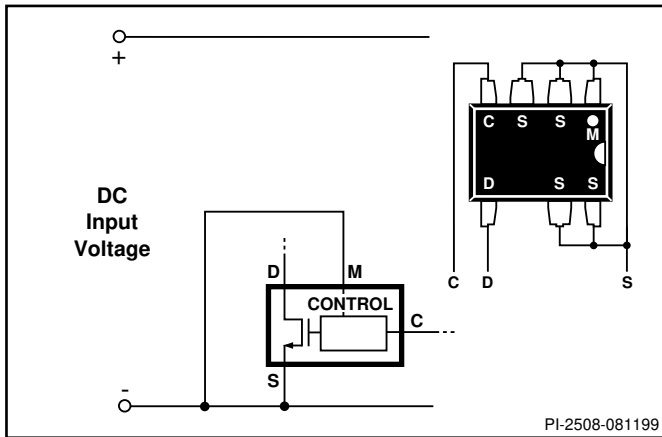 +
C S S
M
D S S
DC
Input
Voltage
D M
C D S
CONTROL
C
S
-
PI-2508-081199